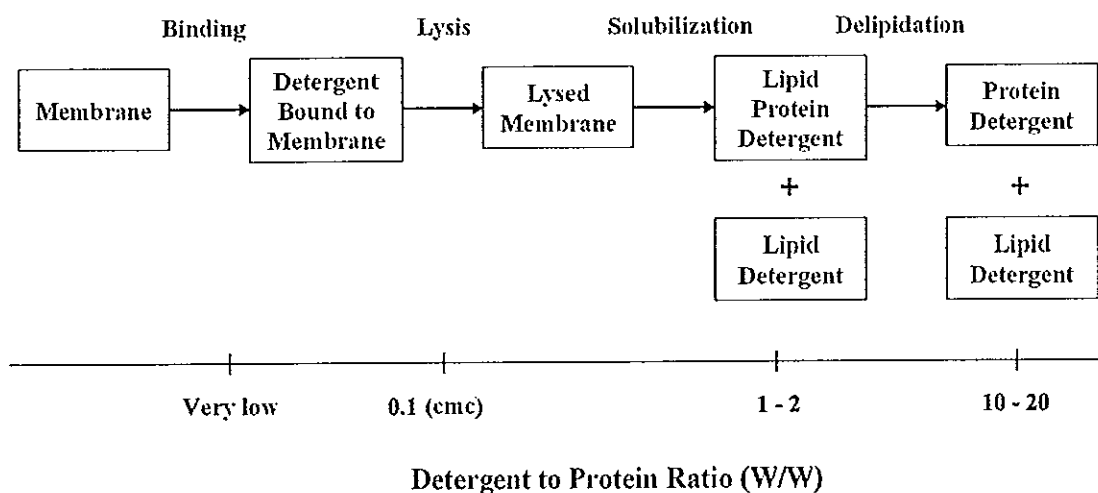 Binding Lysis Solubilization Delipidation
Membrane
Detergent
Bound to
Membrane
Lysed
Membrane
Lipid
Protein
Detergent
Protein
Detergent
+ +
Lipid
Detergent
Lipid
Detergent
Very low 0.1 (cmc) 1 - 2 10 - 20
Detergent to Protein Ratio (W/W)